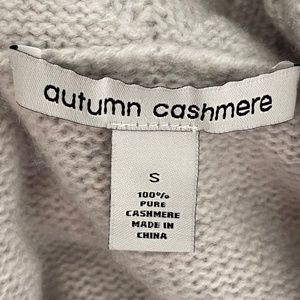 autumn cashmere
S
100%
PURE
CASHMERE
MADE IN
CHINA